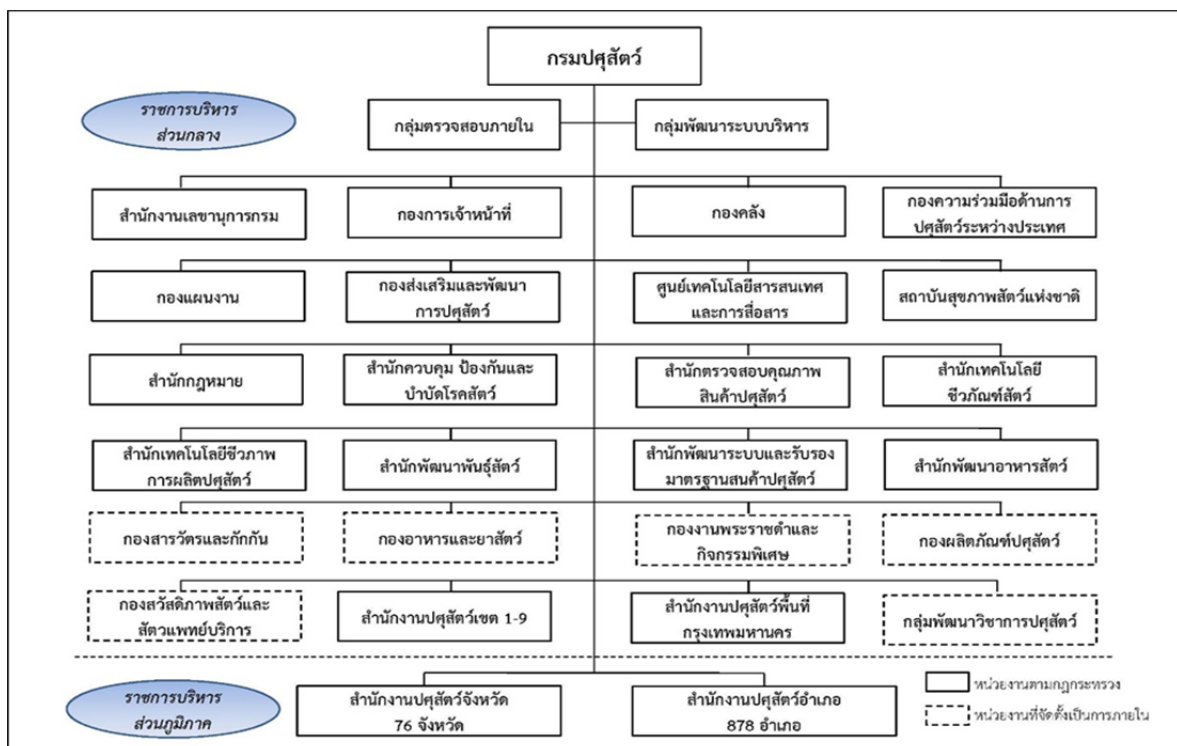 กรมปศุสัตว์
ราชการบริหาร
ส่วนกลาง
กลุ่มตรวจสอบภายใน
กลุ่มพัฒนาระบบบริหาร
สำนักงานเลขานุการกรม
กองการเจ้าหน้าที่
กองคลัง
กองความร่วมมือด้านการ
ปศุสัตว์ระหว่างประเทศ
กองแผนงาน
กองส่งเสริมและพัฒนา
การปศุสัตว์
ศูนย์เทคโนโลยีสารสนเทศ
และการสื่อสาร
สถาบันสุขภาพสัตว์แห่งชาติ
สำนักกฎหมาย
สำนักควบคุม ป้องกันและ
บำบัดโรคสัตว์
สำนักตรวจสอบคุณภาพ
สินค้าปศุสัตว์
สำนักเทคโนโลยี
ชีวภัณฑ์สัตว์
สำนักเทคโนโลยีชีวภาพ
การผลิตปศุสัตว์
สำนักพัฒนาพันธุ์สัตว์
สำนักพัฒนาระบบและรับรอง
มาตรฐานสนค้าปศุสัตว์
สำนักพัฒนาอาหารสัตว์
กองสารวัตรและกักกัน
กองอาหารและยาสัตว์
กองงานพระราชดำและ
กิจกรรมพิเศษ
กองผลิตภัณฑ์ปศุสัตว์
กองสวัสดิภาพสัตว์และ
สัตวแพทย์บริการ
สำนักงานปศุสัตว์เขต 1-9
สำนักงานปศุสัตว์พื้นที่
กรุงเทพมหานคร
กลุ่มพัฒนาวิชาการปศุสัตว์
ราชการบริหาร
ส่วนภูมิภาค
สำนักงานปศุสัตว์จังหวัด
76 จังหวัด
สำนักงานปศุสัตว์อำเภอ
878 อำเภอ
หน่วยงานตามกฎกระทรวง
หน่วยงานที่จัดตั้งเป็นการภายใน